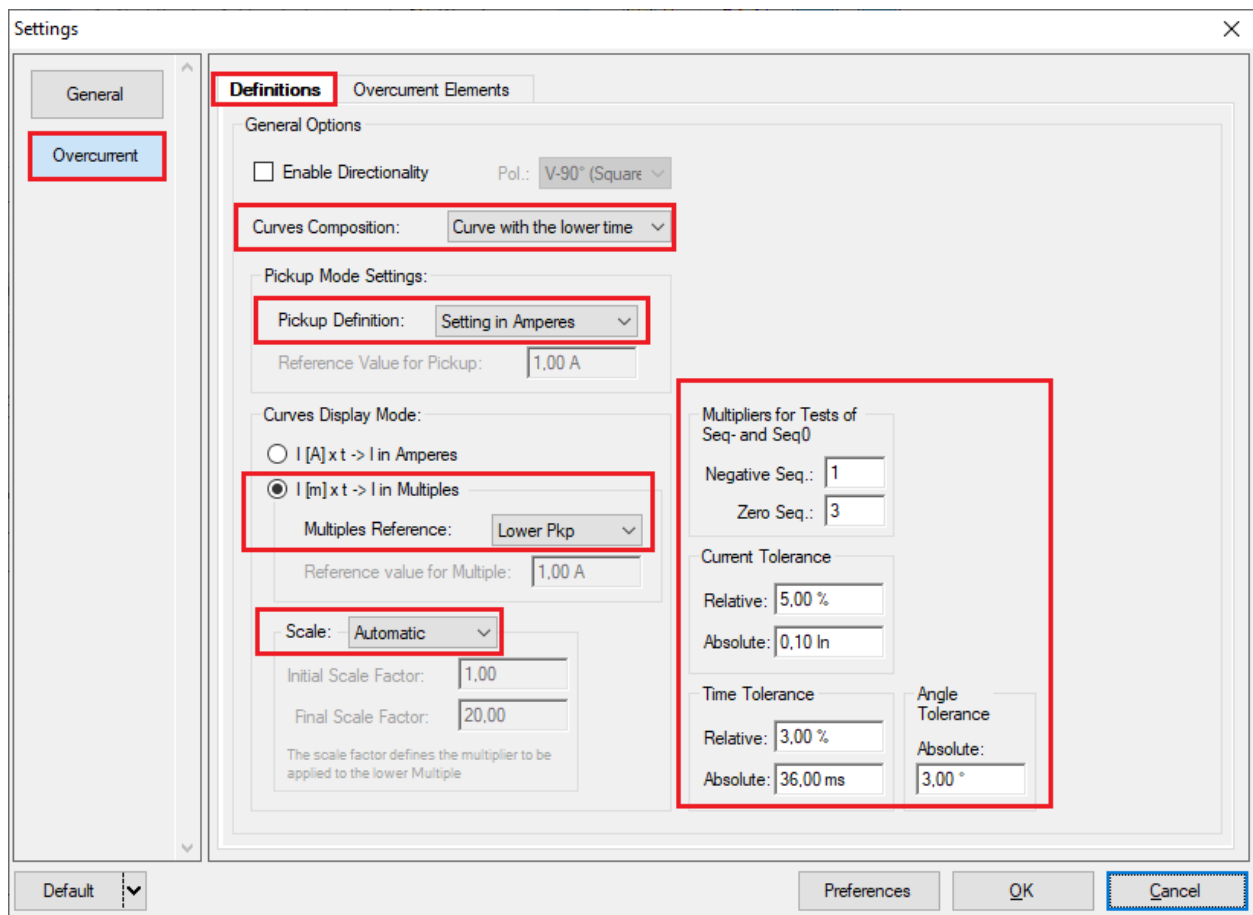 Settings
General
Overcurrent
Definitions
Overcurrent Elements
General Options
Enable Directionality
Pol.: V-90° (Square
Curves Composition: Curve with the lower time
Pickup Mode Settings:
Pickup Definition: Setting in Amperes
Reference Value for Pickup: 1,00 A
Curves Display Mode:
I [A] x t -> I in Amperes
I [m] x t -> I in Multiples
Multiples Reference: Lower Pkp
Reference value for Multiple: 1,00 A
Scale: Automatic
Initial Scale Factor: 1,00
Final Scale Factor: 20,00
The scale factor defines the multiplier to be
applied to the lower Multiple
Multipliers for Tests of
Seq- and Seq0
Negative Seq.: 1
Zero Seq.: 3
Current Tolerance
Relative: 5,00 %
Absolute: 0,10 In
Time Tolerance
Relative: 3,00 %
Absolute: 36,00 ms
Angle
Tolerance
Absolute:
3,00 °
Default
Preferences
OK
Cancel